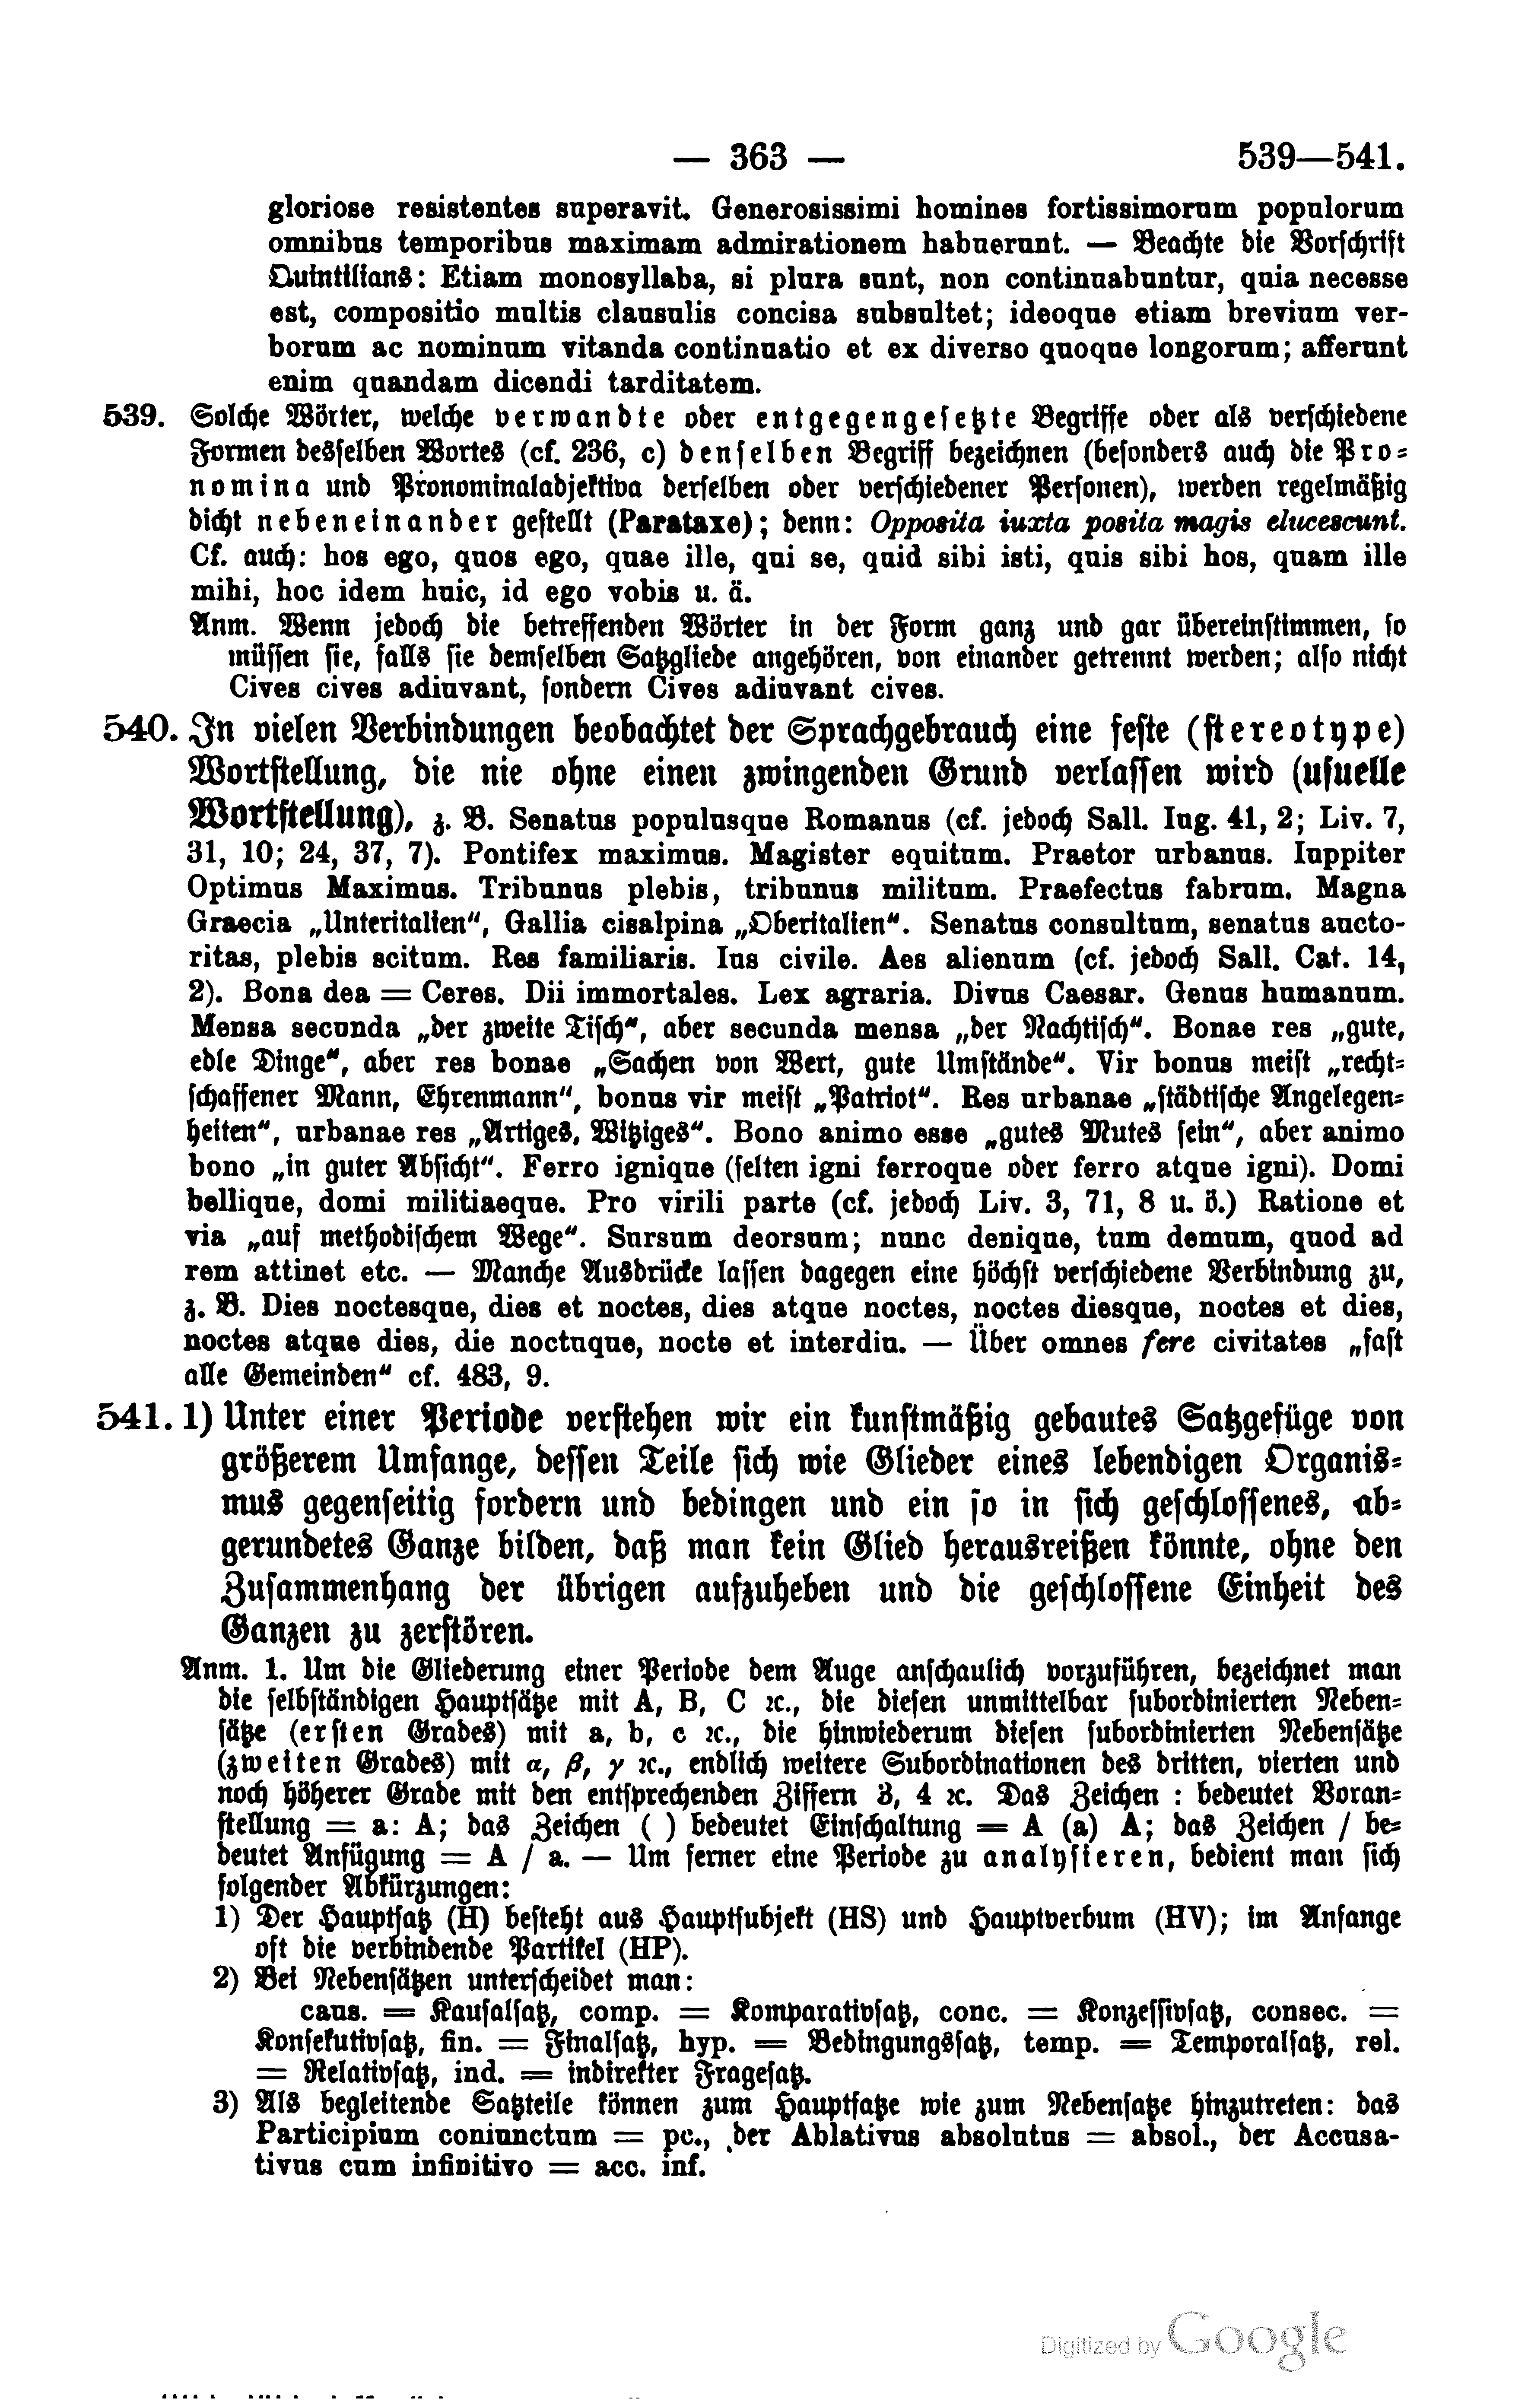 — 363 — 539—541.
gloriose resistentes superavit. Generosissimi homines fortissimorum populorum
omnibus temporibus maximam admirationem habuerunt. — Beachte die Vorschrift
Quintilians: Etiam monosyllaba, si plura sunt, non continuabuntur, quia necesse
est, compositio multis clausulis concisa subsultet; ideoque etiam brevium ver-
borum ac nominum vitanda continuatio et ex diverso quoque longorum; afferunt
enim quandam dicendi tarditatem.
539. Solche Wörter, welche verwandte oder entgegengesetzte Begriffe oder als verschiedene
Formen desselben Wortes (cf. 236, c) denselben Begriff bezeichnen (besonders auch die Pro-
nomina und Pronominaladjektiva derselben oder verschiedener Personen), werden regelmäßig
dicht nebeneinander gestellt (Parataxe); denn: Opposita iuxta posita magis elucescunt.
Cf. auch: hos ego, quos ego, quae ille, qui se, quid sibi isti, quis sibi hos, quam ille
mihi, hoc idem huic, id ego vobis u. ä.
Anm. Wenn jedoch die betreffenden Wörter in der Form ganz und gar übereinstimmen, so
müssen sie, falls sie demselben Satzgliede angehören, von einander getrennt werden; also nicht
Cives cives adiuvant, sondern Cives adiuvant cives.
540. In vielen Verbindungen beobachtet der Sprachgebrauch eine feste (stereotype)
Wortstellung, die nie ohne einen zwingenden Grund verlassen wird (usuelle
Wortstellung), z. B. Senatus populusque Romanus (cf. jedoch Sall. Iug. 41, 2; Liv. 7,
31, 10; 24, 37, 7). Pontifex maximus. Magister equitum. Praetor urbanus. Iuppiter
Optimus Maximus. Tribunus plebis, tribunus militum. Praefectus fabrum. Magna
Graecia „Unteritalien“, Gallia cisalpina „Oberitalien“. Senatus consultum, senatus aucto-
ritas, plebis scitum. Res familiaris. Ius civile. Aes alienum (cf. jedoch Sall. Cat. 14,
2). Bona dea = Ceres. Dii immortales. Lex agraria. Divus Caesar. Genus humanum.
Mensa secunda „der zweite Tisch“, aber secunda mensa „der Nachtisch“. Bonae res „gute,
edle Dinge“, aber res bonae „Sachen von Wert, gute Umstände“. Vir bonus meist „recht-
schaffener Mann, Ehrenmann“, bonus vir meist „Patriot“. Res urbanae „städtische Angelegen-
heiten“, urbanae res „Artiges, Witziges“. Bono animo esse „gutes Mutes sein“, aber animo
bono „in guter Absicht“. Ferro ignique (selten igni ferroque oder ferro atque igni). Domi
bellique, domi militiaeque. Pro virili parte (cf. jedoch Liv. 3, 71, 8 u. ö.) Ratione et
via „auf methodischem Wege“. Sursum deorsum; nunc denique, tum demum, quod ad
rem attinet etc. — Manche Ausdrücke lassen dagegen eine höchst verschiedene Verbindung zu,
z. B. Dies noctesque, dies et noctes, dies atque noctes, noctes diesque, noctes et dies,
noctes atque dies, die noctuque, nocte et interdiu. — Über omnes fere civitates „fast
alle Gemeinden“ cf. 483, 9.
541. 1) Unter einer Periode verstehen wir ein kunstmäßig gebautes Satzgefüge von
größerem Umfange, dessen Teile sich wie Glieder eines lebendigen Organis-
mus gegenseitig fordern und bedingen und ein so in sich geschlossenes, ab-
gerundetes Ganze bilden, daß man kein Glied herausreißen könnte, ohne den
Zusammenhang der übrigen aufzuheben und die geschlossene Einheit des
Ganzen zu zerstören.
Anm. 1. Um die Gliederung einer Periode dem Auge anschaulich vorzuführen, bezeichnet man
die selbständigen Hauptsätze mit A, B, C ꝛc., die diesen unmittelbar subordinierten Neben-
sätze (ersten Grades) mit a, b, c ꝛc., die hinwiederum diesen subordinierten Nebensätze
(zweiten Grades) mit α, β, γ ꝛc., endlich weitere Subordinationen des dritten, vierten und
noch höherer Grade mit den entsprechenden Ziffern 3, 4 ꝛc. Das Zeichen : bedeutet Voran-
stellung = a: A; das Zeichen ( ) bedeutet Einschaltung = A (a) A; das Zeichen / be-
deutet Anfügung = A / a. — Um ferner eine Periode zu analysieren, bedient man sich
folgender Abkürzungen:
1) Der Hauptsatz (H) besteht aus Hauptsubjekt (HS) und Hauptverbum (HV); im Anfange
oft die verbindende Partikel (HP).
2) Bei Nebensätzen unterscheidet man:
caus. = Kausalsatz, comp. = Komparativsatz, conc. = Konzessivsatz, consec. =
Konsekutivsatz, fin. = Finalsatz, hyp. = Bedingungssatz, temp. = Temporalsatz, rel.
= Relativsatz, ind. = indirekter Fragesatz.
3) Als begleitende Satzteile können zum Hauptsatze wie zum Nebensatze hinzutreten: das
Participium coniunctum = pc., der Ablativus absolutus = absol., der Accusa-
tivus cum infinitivo = acc. inf.
Digitized by Google